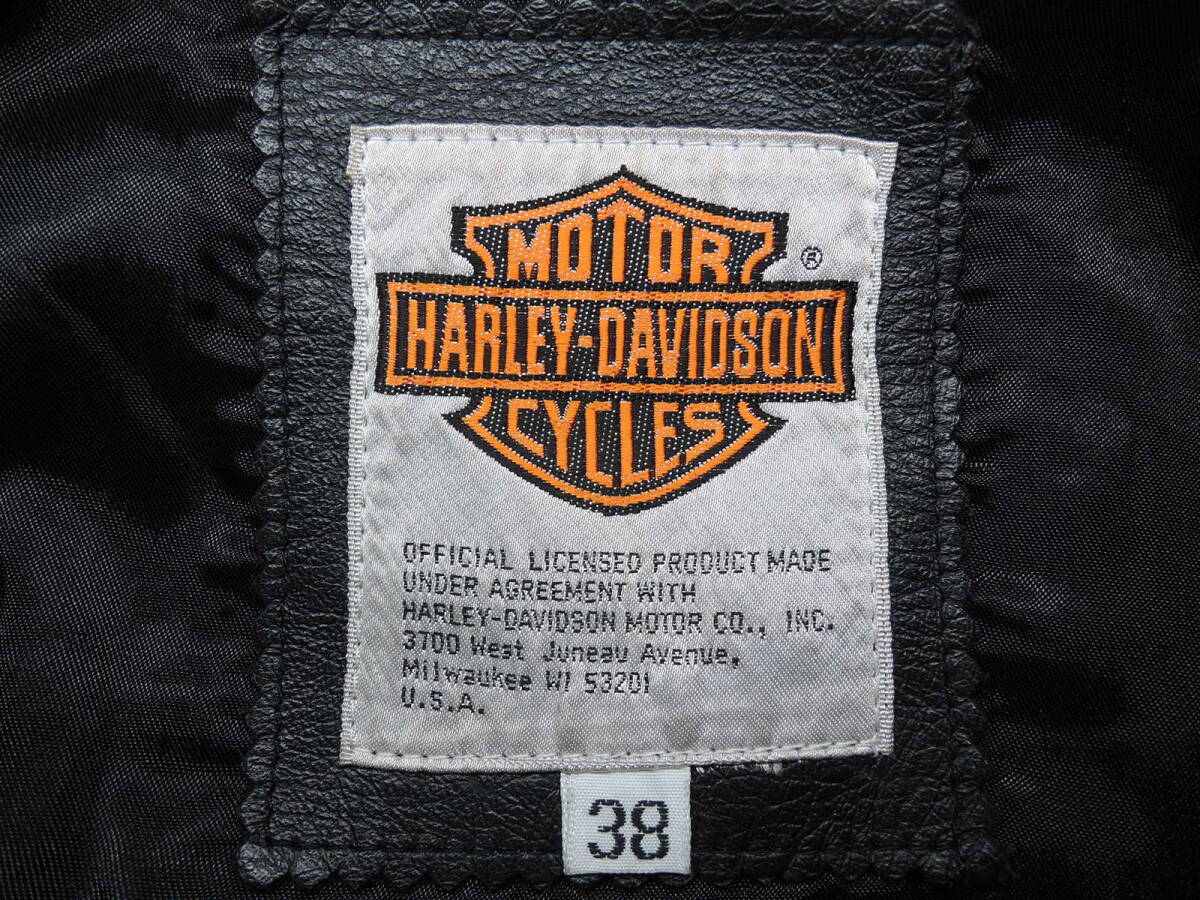 MOTOR
®
HARLEY-DAVIDSON
CYCLES
OFFICIAL LICENSED PRODUCT MADE
UNDER AGREEMENT WITH
HARLEY-DAVIDSON MOTOR CO., INC.
3700 West Juneau Avenue,
Milwaukee WI 53201
U.S.A.
38